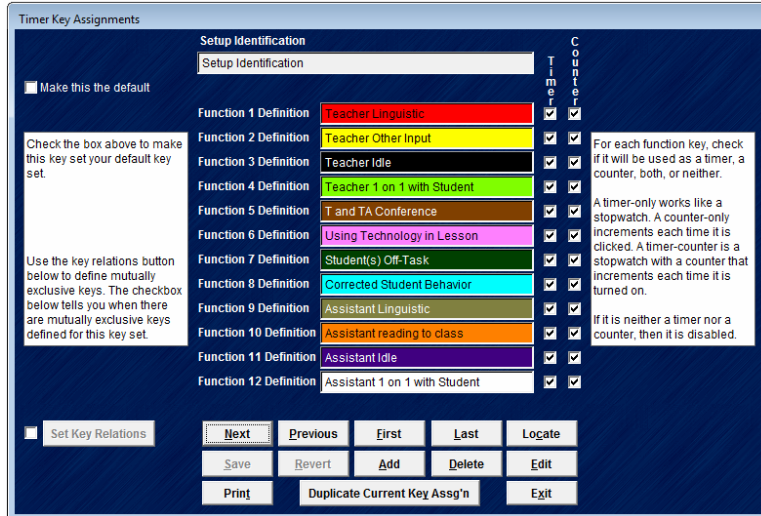 Timer Key Assignments
Setup Identification
Setup Identification
Timer
Counter
Make this the default
Check the box above to make
this key set your default key
set.
Use the key relations button
below to define mutually
exclusive keys. The checkbox
below tells you when there
are mutually exclusive keys
defined for this key set.
Function 1 Definition Teacher Linguistic
Function 2 Definition Teacher Other Input
Function 3 Definition Teacher Idle
Function 4 Definition Teacher 1 on 1 with Student
Function 5 Definition T and TA Conference
Function 6 Definition Using Technology in Lesson
Function 7 Definition Student(s) Off-Task
Function 8 Definition Corrected Student Behavior
Function 9 Definition Assistant Linguistic
Function 10 Definition Assistant reading to class
Function 11 Definition Assistant Idle
Function 12 Definition Assistant 1 on 1 with Student
For each function key, check
if it will be used as a timer, a
counter, both, or neither.
A timer-only works like a
stopwatch. A counter-only
increments each time it is
clicked. A timer-counter is a
stopwatch with a counter that
increments each time it is
turned on.
If it is neither a timer nor a
counter, then it is disabled.
Set Key Relations
Next Previous First Last Locate
Save Revert Add Delete Edit
Print Duplicate Current Key Assg'n Exit